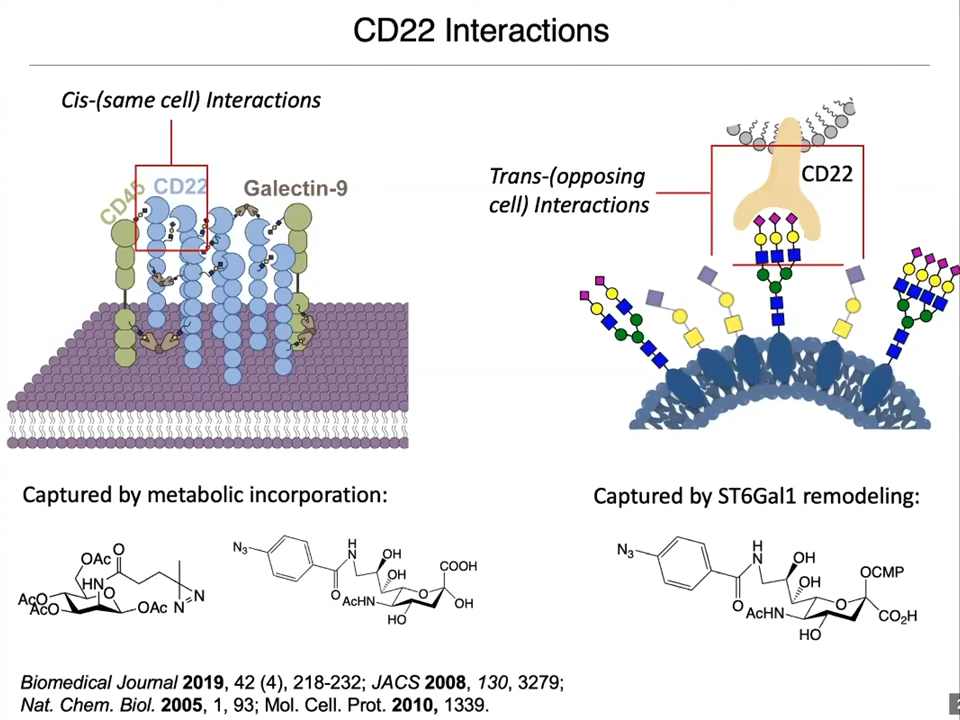 CD22 Interactions
Cis-(same cell) Interactions
CD45
CD22
Galectin-9
Trans-(opposing
cell) Interactions
CD22
Captured by metabolic incorporation:
Captured by ST6Gal1 remodeling:
OAc
O
HN
AcO
AcO
O
OAc
N
N
N3
H
N
O
OH
OH
AcHN
O
COOH
OH
HO
N3
H
N
O
OH
OH
AcHN
O
OCMP
CO2H
HO
Biomedical Journal 2019, 42 (4), 218-232; JACS 2008, 130, 3279;
Nat. Chem. Biol. 2005, 1, 93; Mol. Cell. Prot. 2010, 1339.